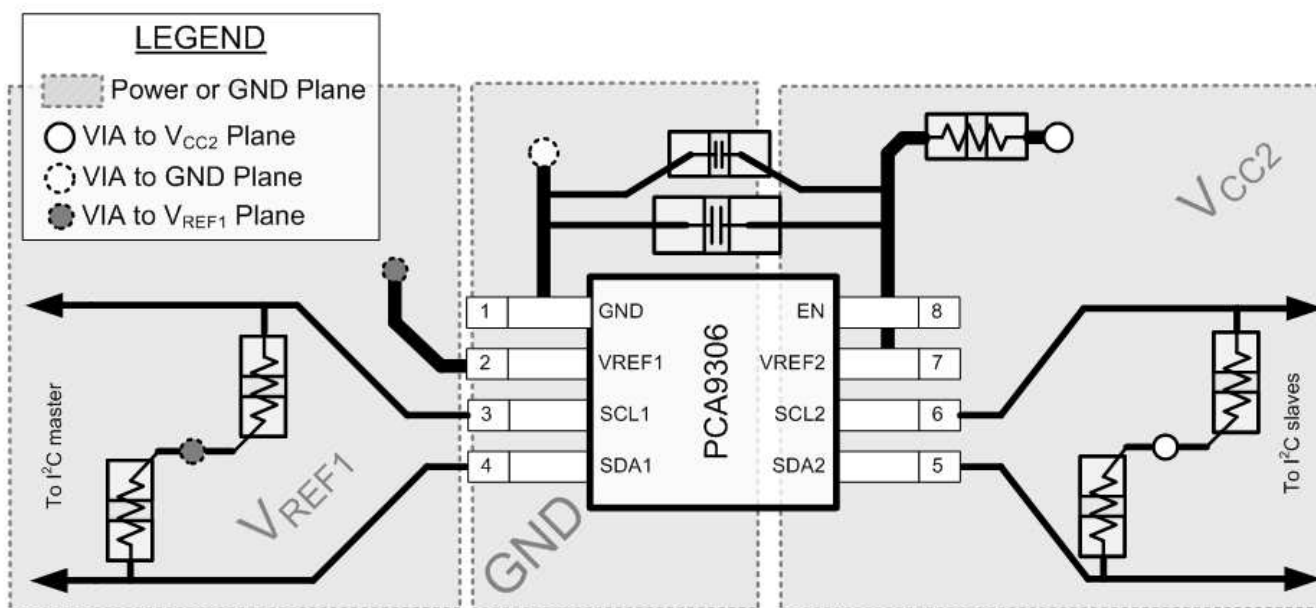 LEGEND
Power or GND Plane
VIA to VCC2 Plane
VIA to GND Plane
VIA to VREF1 Plane
VCC2
1 GND EN 8
2 VREF1 VREF2 7
3 SCL1 SCL2 6
4 SDA1 SDA2 5
PCA9306
To I²C master
To I²C slaves
VREF1
GND